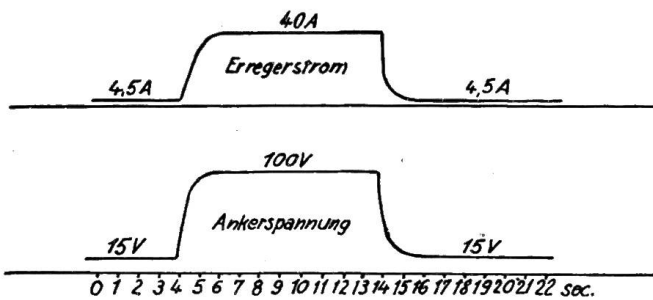 40A
Erregerstrom
4,5A 4,5A
100V
Ankerspannung
15V 15V
0 1 2 3 4 5 6 7 8 9 10 11 12 13 14 15 16 17 18 19 20 21 22 sec.